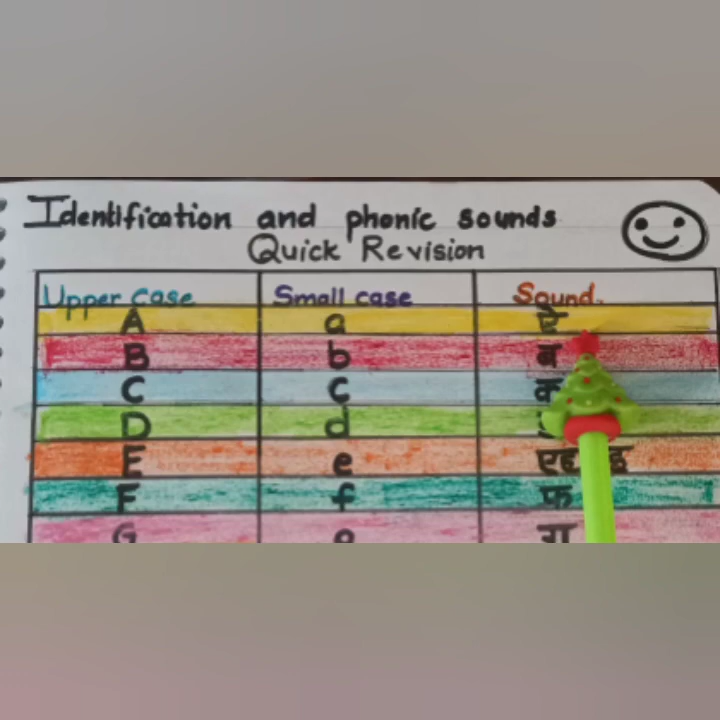 Identification and phonic sounds
Quick Revision
Upper case Small case Sound.
A a ऐ
B b ब
C c क
D d
E e एह इ
F f फ
G g ग